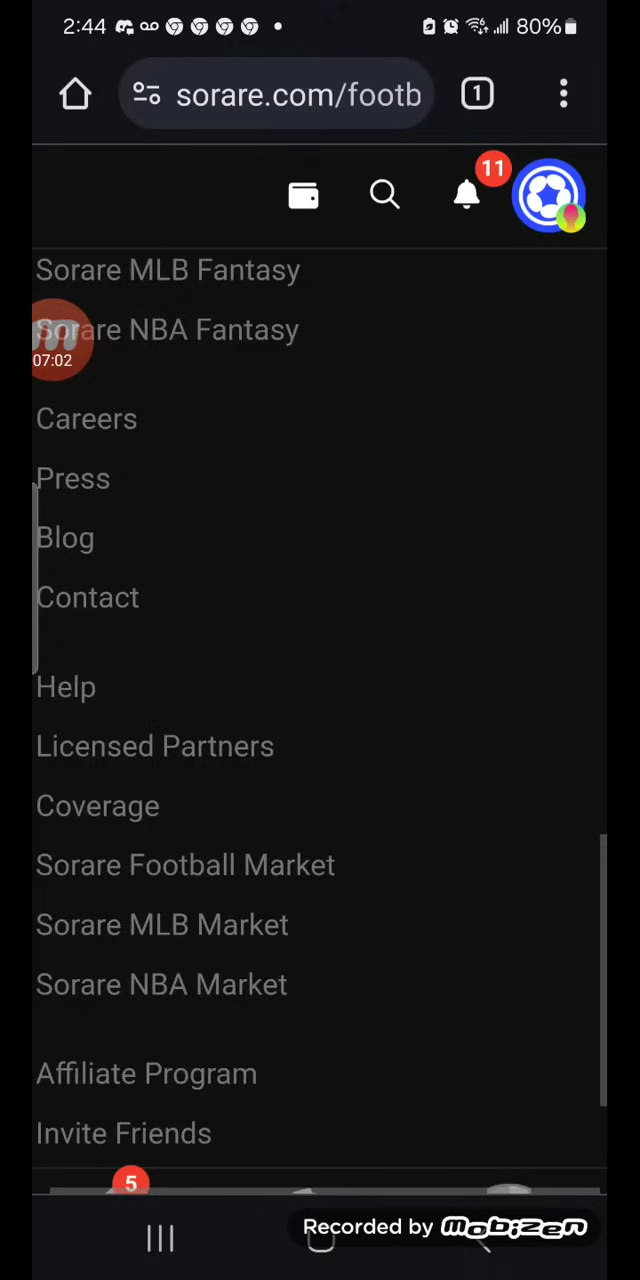 2:44
80%
sorare.com/footb
1
11
Sorare MLB Fantasy
Sorare NBA Fantasy
m
07:02
Careers
Press
Blog
Contact
Help
Licensed Partners
Coverage
Sorare Football Market
Sorare MLB Market
Sorare NBA Market
Affiliate Program
Invite Friends
5
Recorded by mobizen